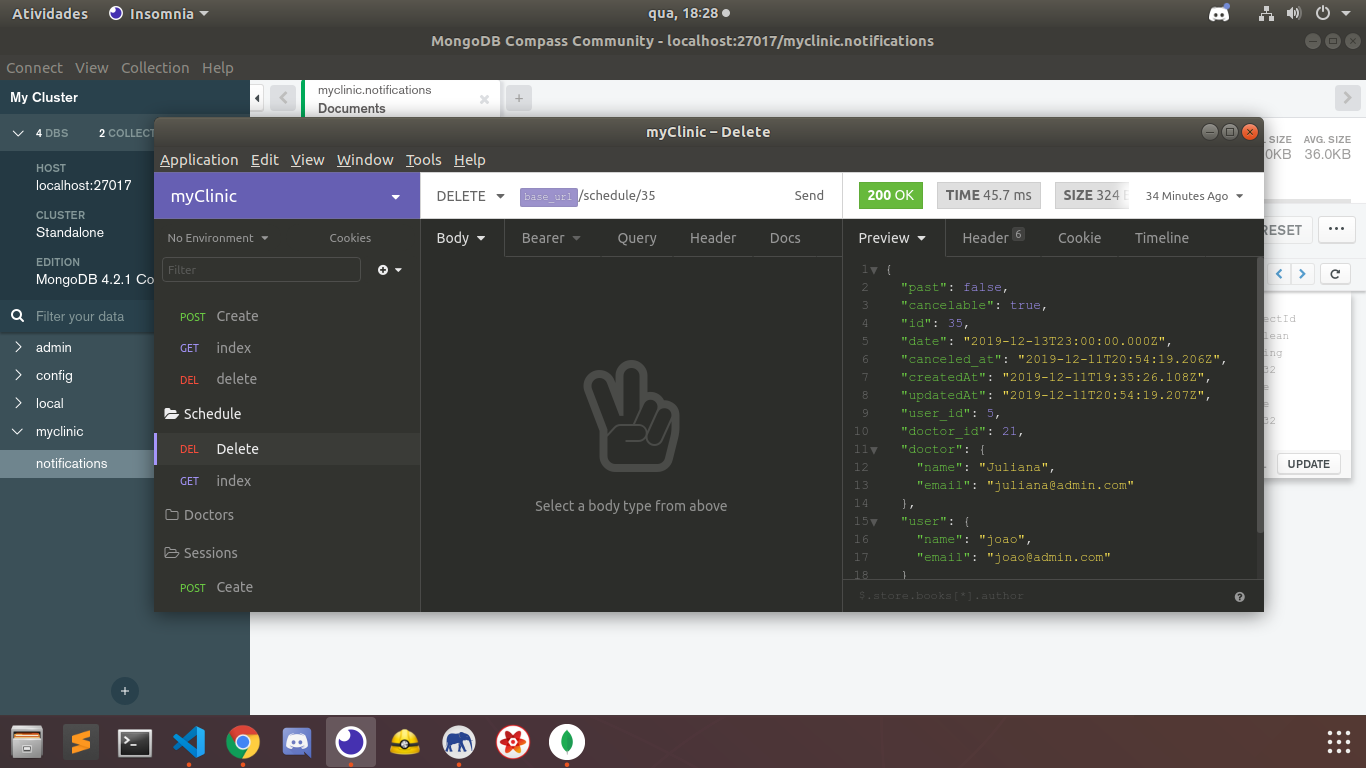 Atividades
Insomnia
qua, 18:28
MongoDB Compass Community - localhost:27017/myclinic.notifications
Connect View Collection Help
My Cluster
4 DBS 2 COLLECT
HOST
localhost:27017
CLUSTER
Standalone
EDITION
MongoDB 4.2.1 Co
Filter your data
admin
config
local
myclinic
notifications
myclinic.notifications
Documents
SIZE AVG. SIZE
0KB 36.0KB
RESET
UPDATE
myClinic – Delete
Application Edit View Window Tools Help
myClinic
No Environment Cookies
Filter
POST Create
GET index
DEL delete
Schedule
DEL Delete
GET index
Doctors
Sessions
POST Ceate
DELETE base_url/schedule/35 Send
Body Bearer Query Header Docs
Select a body type from above
200 OK TIME 45.7 ms SIZE 324 B 34 Minutes Ago
Preview Header 6 Cookie Timeline
1 {
2 "past": false,
3 "cancelable": true,
4 "id": 35,
5 "date": "2019-12-13T23:00:00.000Z",
6 "canceled_at": "2019-12-11T20:54:19.206Z",
7 "createdAt": "2019-12-11T19:35:26.108Z",
8 "updatedAt": "2019-12-11T20:54:19.207Z",
9 "user_id": 5,
10 "doctor_id": 21,
11 "doctor": {
12 "name": "Juliana",
13 "email": "juliana@admin.com"
14 },
15 "user": {
16 "name": "joao",
17 "email": "joao@admin.com"
18 }
$.store.books[*].author